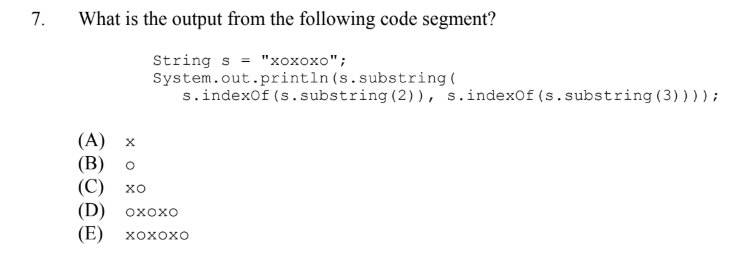 7. What is the output from the following code segment?
String s = "xoxoxo";
System.out.println(s.substring(
s.indexOf(s.substring(2)), s.indexOf(s.substring(3))));
(A) x
(B) o
(C) xo
(D) oxoxo
(E) xoxoxo